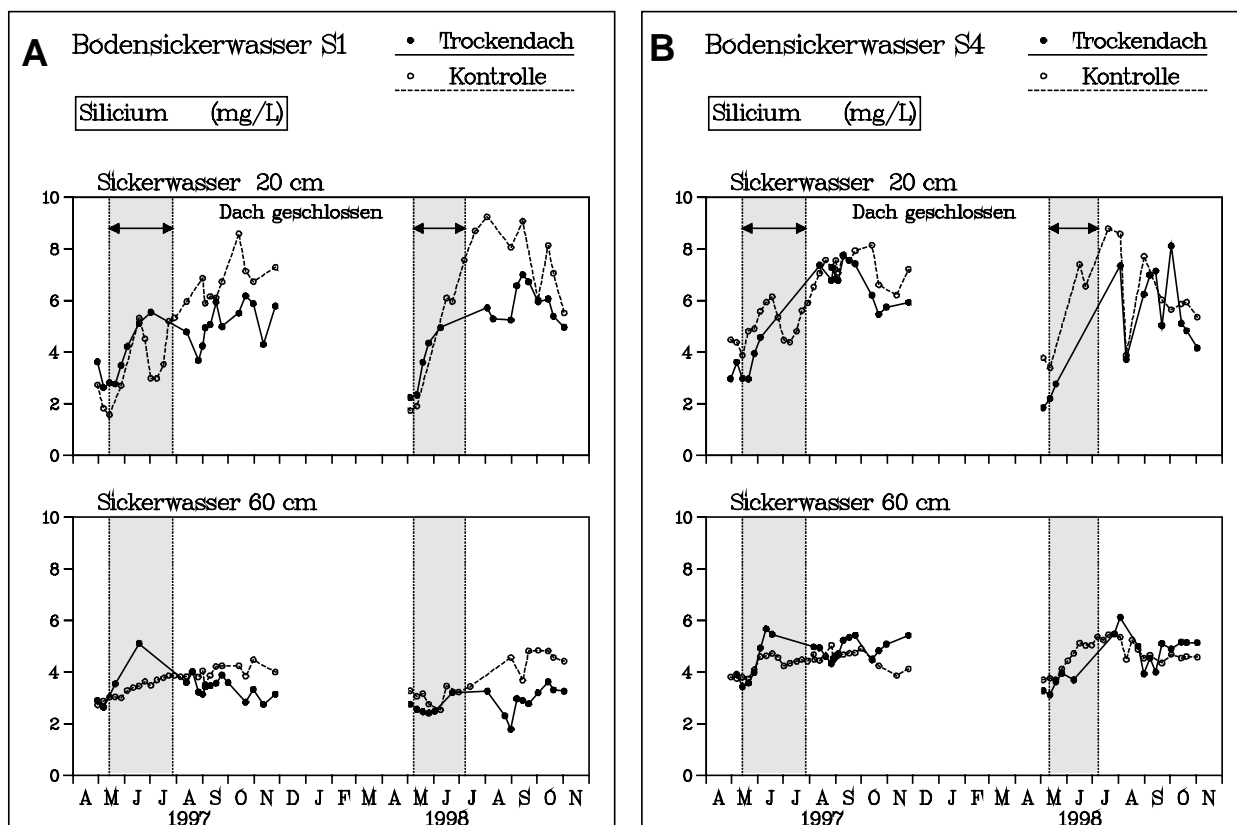 A Bodensickerwasser S1
Trockendach
Kontrolle
Silicium (mg/L)
Sickerwasser 20 cm
Dach geschlossen
10
8
6
4
2
0
Sickerwasser 60 cm
10
8
6
4
2
0
A M J J A S O N D J F M A M J J A S O N
1997 1998
B Bodensickerwasser S4
Trockendach
Kontrolle
Silicium (mg/L)
Sickerwasser 20 cm
Dach geschlossen
10
8
6
4
2
0
Sickerwasser 60 cm
10
8
6
4
2
0
A M J J A S O N D J F M A M J J A S O N
1997 1998